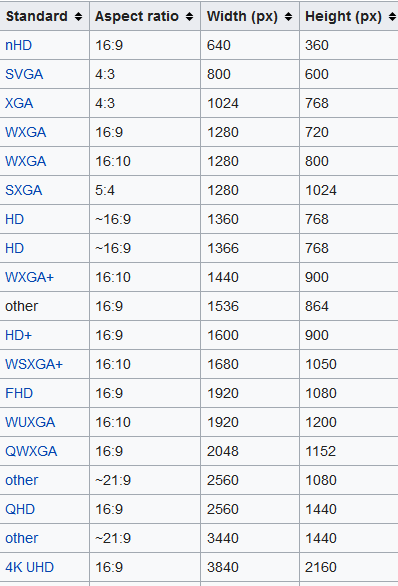 Standard Aspect ratio Width (px) Height (px)
nHD 16:9 640 360
SVGA 4:3 800 600
XGA 4:3 1024 768
WXGA 16:9 1280 720
WXGA 16:10 1280 800
SXGA 5:4 1280 1024
HD ~16:9 1360 768
HD ~16:9 1366 768
WXGA+ 16:10 1440 900
other 16:9 1536 864
HD+ 16:9 1600 900
WSXGA+ 16:10 1680 1050
FHD 16:9 1920 1080
WUXGA 16:10 1920 1200
QWXGA 16:9 2048 1152
other ~21:9 2560 1080
QHD 16:9 2560 1440
other ~21:9 3440 1440
4K UHD 16:9 3840 2160